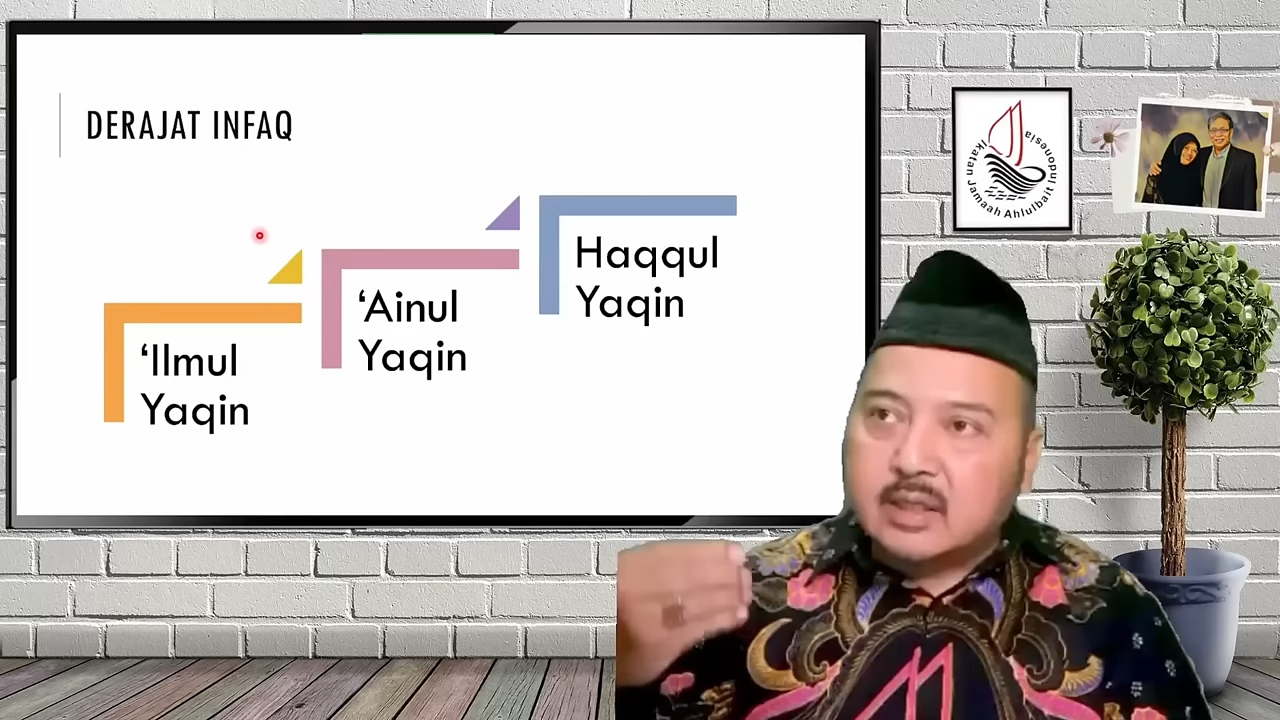 DERAJAT INFAQ
‘Ilmul
Yaqin
‘Ainul
Yaqin
Haqqul
Yaqin
Ikatan Jamaah Ahlulbait Indonesia